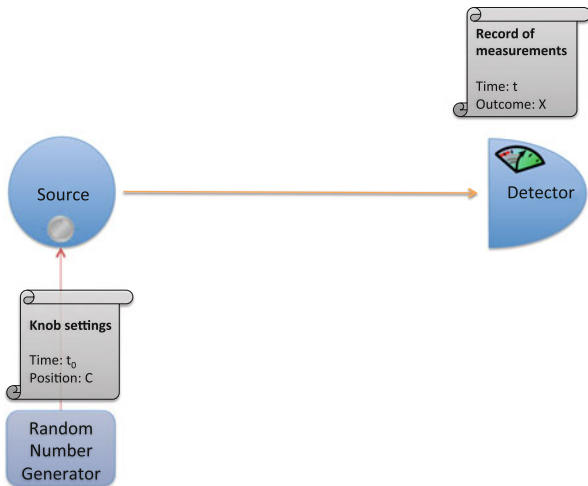 Record of
measurements
Time: t
Outcome: X
Source
Detector
Knob settings
Time: t₀
Position: C
Random
Number
Generator